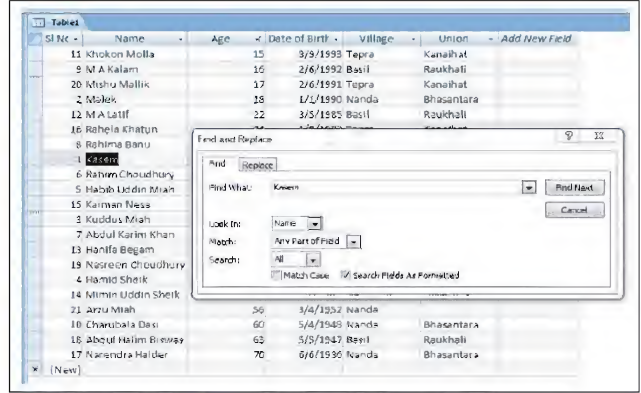 Table1
Sl Nc Name Age Date of Birth Village Union Add New Field
11 Khokon Molla 15 3/9/1993 Tepra Kanaihat
9 M A Kalam 16 2/6/1992 Basil Raukhali
20 Mishu Mallik 17 2/6/1991 Tepra Kanaihat
2 Malek 18 1/1/1990 Nanda Bhasantara
12 M A Latif 22 3/5/1985 Basil Raukhali
16 Rahela Khatun
8 Rahima Banu
1 Kasem
6 Rahim Choudhury
5 Habib Uddin Miah
15 Karman Nesa
3 Kuddus Miah
7 Abdul Karim Khan
13 Hanifa Begam
19 Nasreen Choudhury
4 Hamid Sheik
14 Mimin Uddin Sheik
21 Arzu Miah 56 3/4/1952 Nanda
10 Charubala Dasi 60 5/4/1948 Nanda Bhasantara
18 Abdul Halim Biswas 63 5/5/1947 Basil Raukhali
17 Narendra Halder 70 6/6/1936 Nanda Bhasantara
(New)
Find and Replace
Find Replace
Find What: Kasem Find Next
Cancel
Look In: Name
Match: Any Part of Field
Search: All
Match Case Search Fields As Formatted